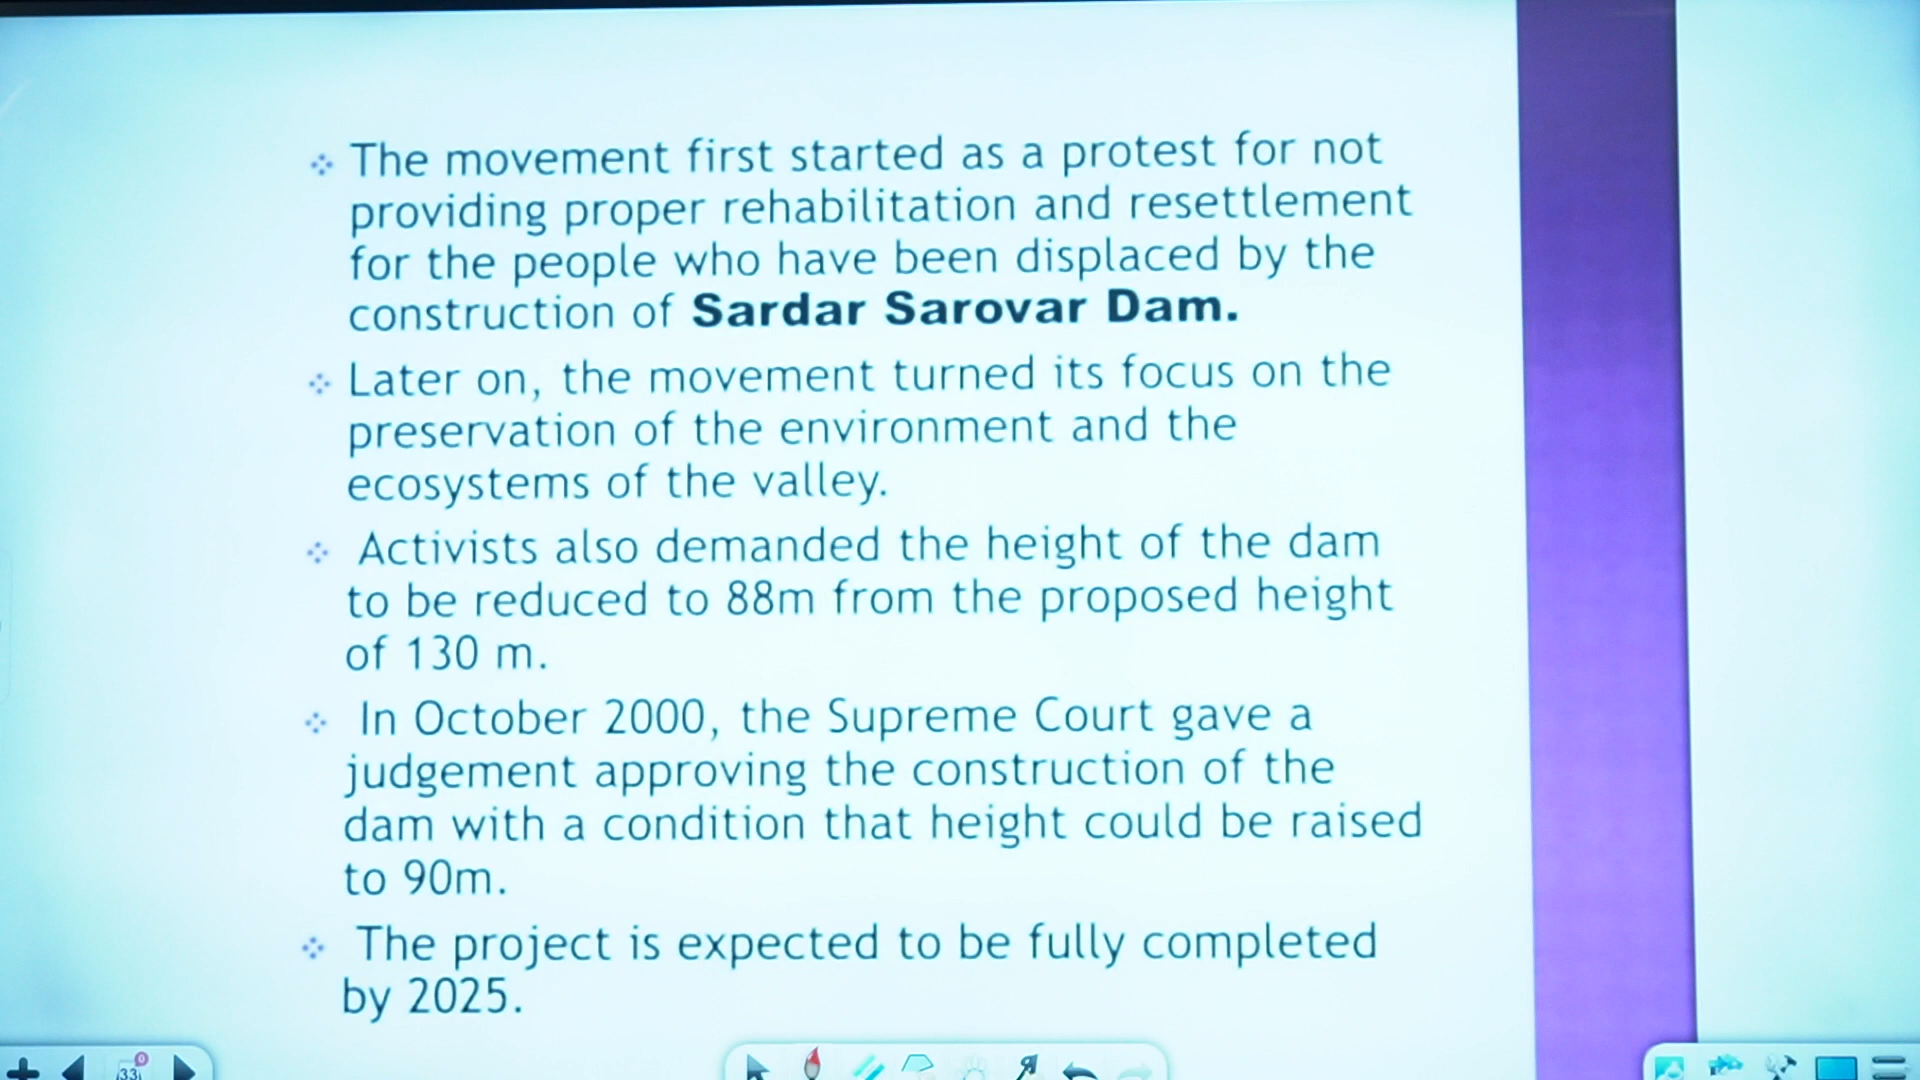 The movement first started as a protest for not
providing proper rehabilitation and resettlement
for the people who have been displaced by the
construction of Sardar Sarovar Dam.
Later on, the movement turned its focus on the
preservation of the environment and the
ecosystems of the valley.
Activists also demanded the height of the dam
to be reduced to 88m from the proposed height
of 130 m.
In October 2000, the Supreme Court gave a
judgement approving the construction of the
dam with a condition that height could be raised
to 90m.
The project is expected to be fully completed
by 2025.
33
0